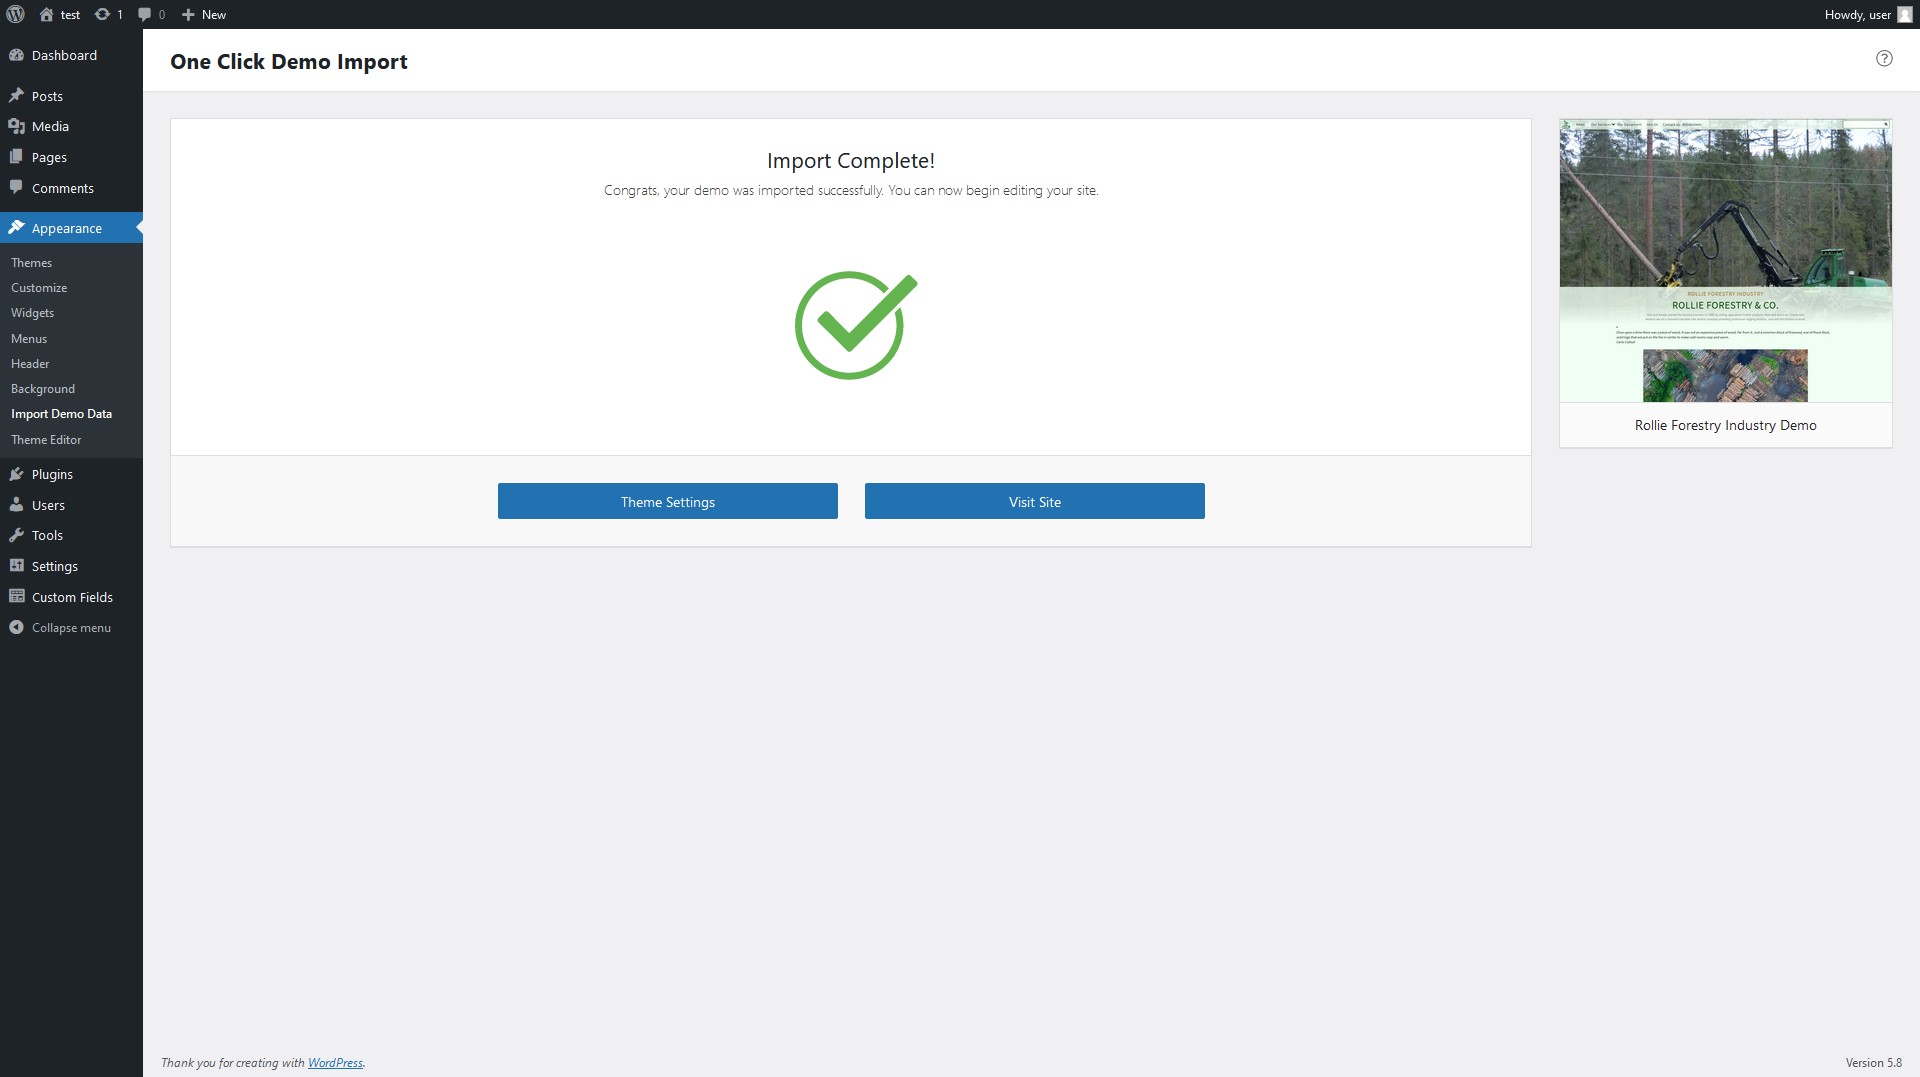 test 1 0 New Howdy, user
Dashboard
Posts
Media
Pages
Comments
Appearance
Themes
Customize
Widgets
Menus
Header
Background
Import Demo Data
Theme Editor
Plugins
Users
Tools
Settings
Custom Fields
Collapse menu
One Click Demo Import
Import Complete!
Congrats, your demo was imported successfully. You can now begin editing your site.
Theme Settings
Visit Site
ROLLIE FORESTRY INDUSTRY
ROLLIE FORESTRY & CO.
Rollie Forestry Industry Demo
Thank you for creating with WordPress.
Version 5.8